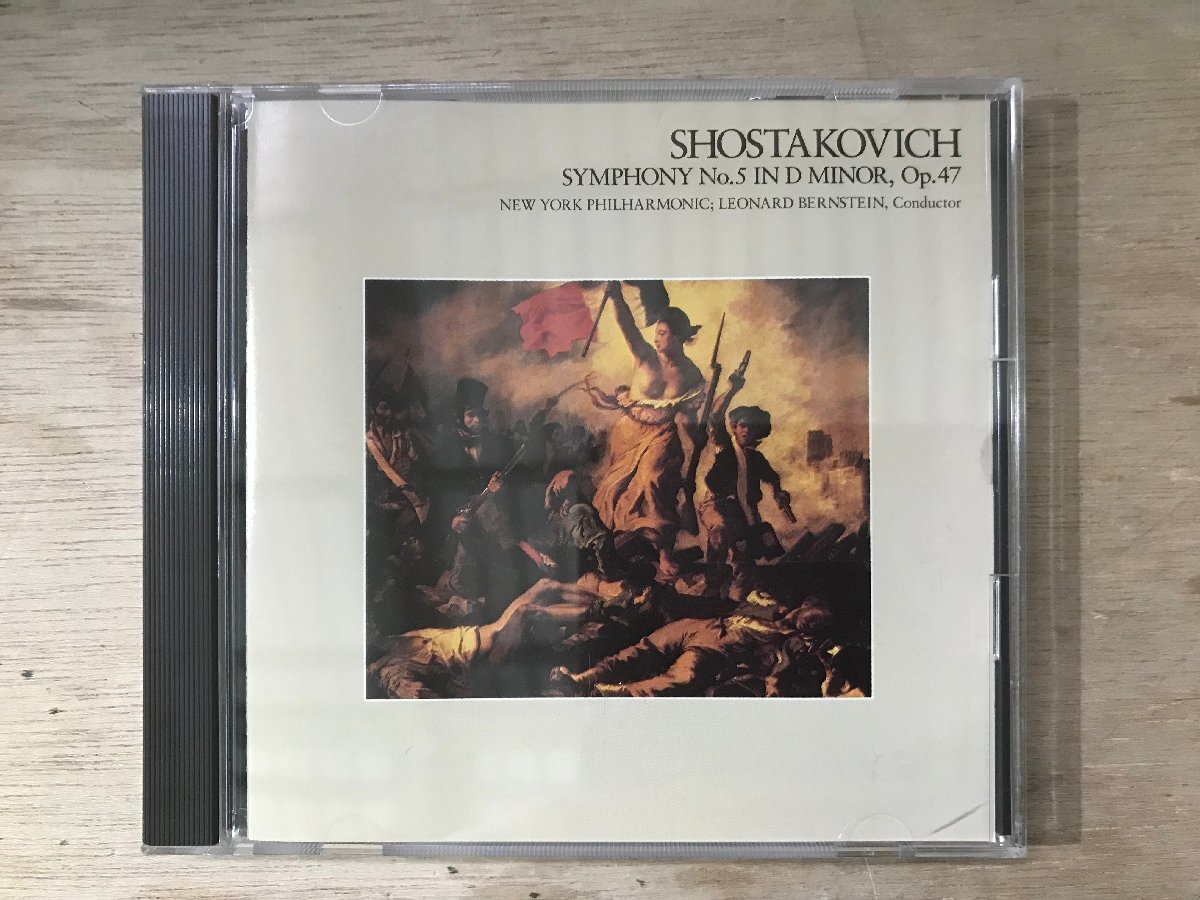 SHOSTAKOVICH
SYMPHONY No.5 IN D MINOR, Op.47
NEW YORK PHILHARMONIC; LEONARD BERNSTEIN, Conductor